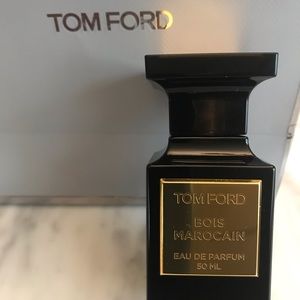 TOM FORD
TOM FORD
BOIS
MAROCAIN
EAU DE PARFUM
50 ML